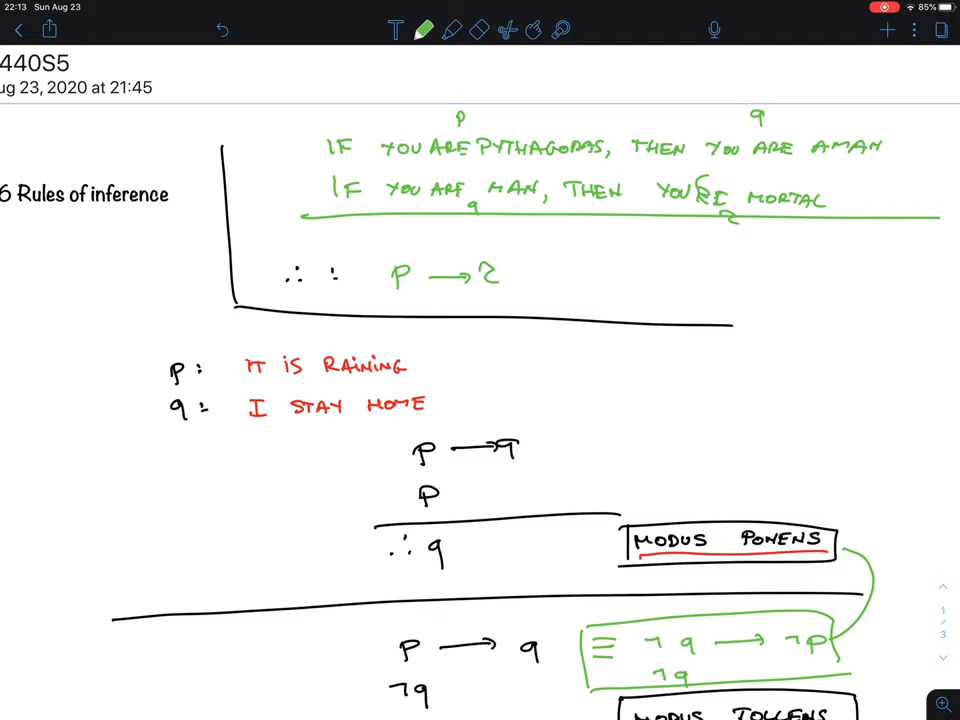 22:13 Sun Aug 23
85%
440S5
ug 23, 2020 at 21:45
p q
IF YOU ARE PYTHAGORAS, THEN YOU ARE A MAN
6 Rules of inference
IF YOU ARE MAN, THEN YOU'RE MORTAL
q r
∴ : p → r
p: IT IS RAINING
q: I STAY HOME
p → q
p
∴ q MODUS PONENS
1
/
3
p → q ≡ ¬q → ¬p
¬q ¬q
MODUS TOLLENS